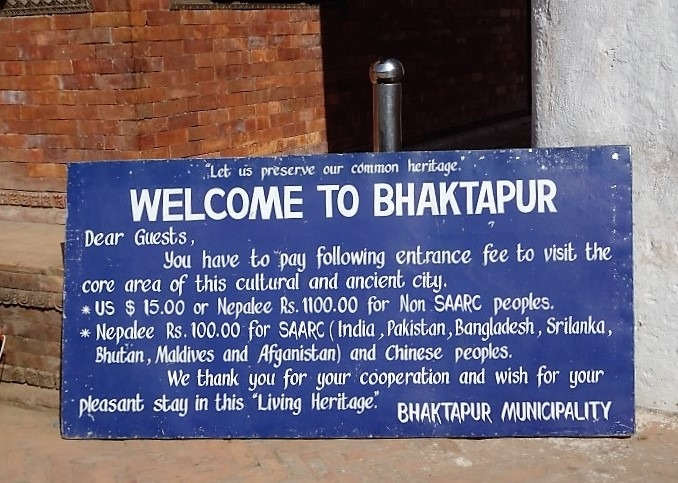 "Let us preserve our common heritage."
WELCOME TO BHAKTAPUR
Dear Guests,
You have to pay following entrance fee to visit the
core area of this cultural and ancient city.
* US $ 15.00 or Nepalee Rs. 1100.00 for Non SAARC peoples.
* Nepalee Rs. 100.00 for SAARC (India, Pakistan, Bangladesh, Srilanka,
Bhutan, Maldives and Afganistan) and Chinese peoples.
We thank you for your cooperation and wish for your
pleasant stay in this "Living Heritage."
BHAKTAPUR MUNICIPALITY